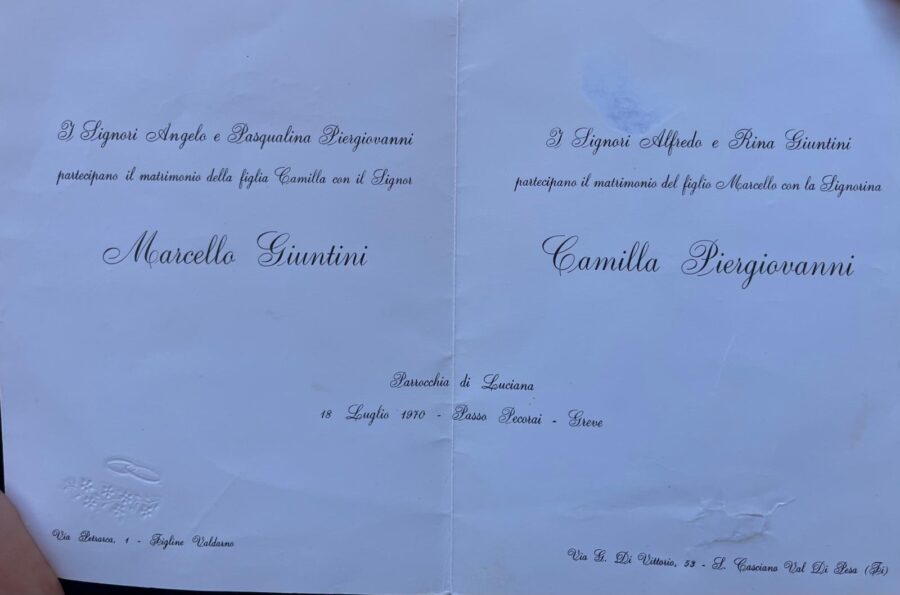 I Signori Angelo e Pasqualina Piergiovanni
partecipano il matrimonio della figlia Camilla con il Signor
Marcello Giuntini
I Signori Alfredo e Rina Giuntini
partecipano il matrimonio del figlio Marcello con la Signorina
Camilla Piergiovanni
Parrocchia di Luciana
18 Luglio 1970 - Passo Pecorai - Greve
Via Petrarca, 1 - Figline Valdarno
Via G. Di Vittorio, 53 - S. Casciano Val Di Pesa (Fi)